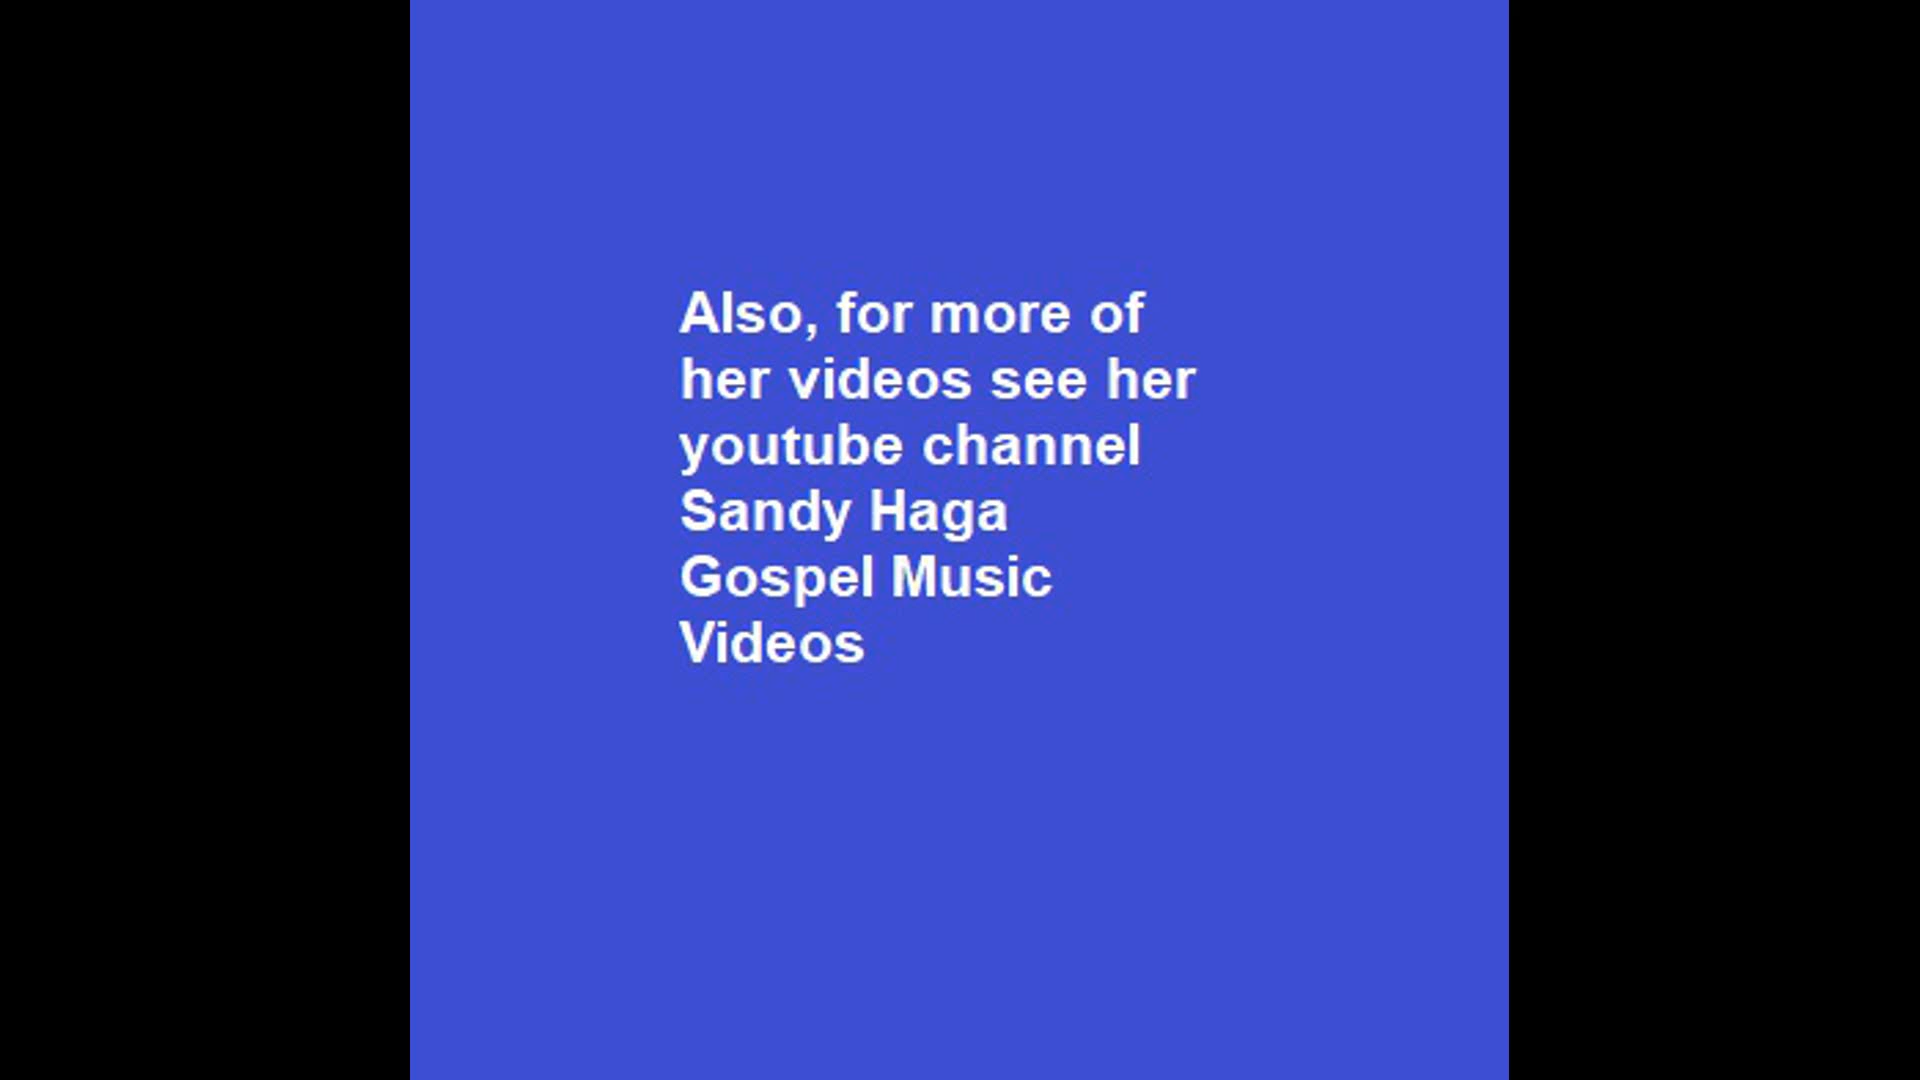 Also, for more of
her videos see her
youtube channel
Sandy Haga
Gospel Music
Videos